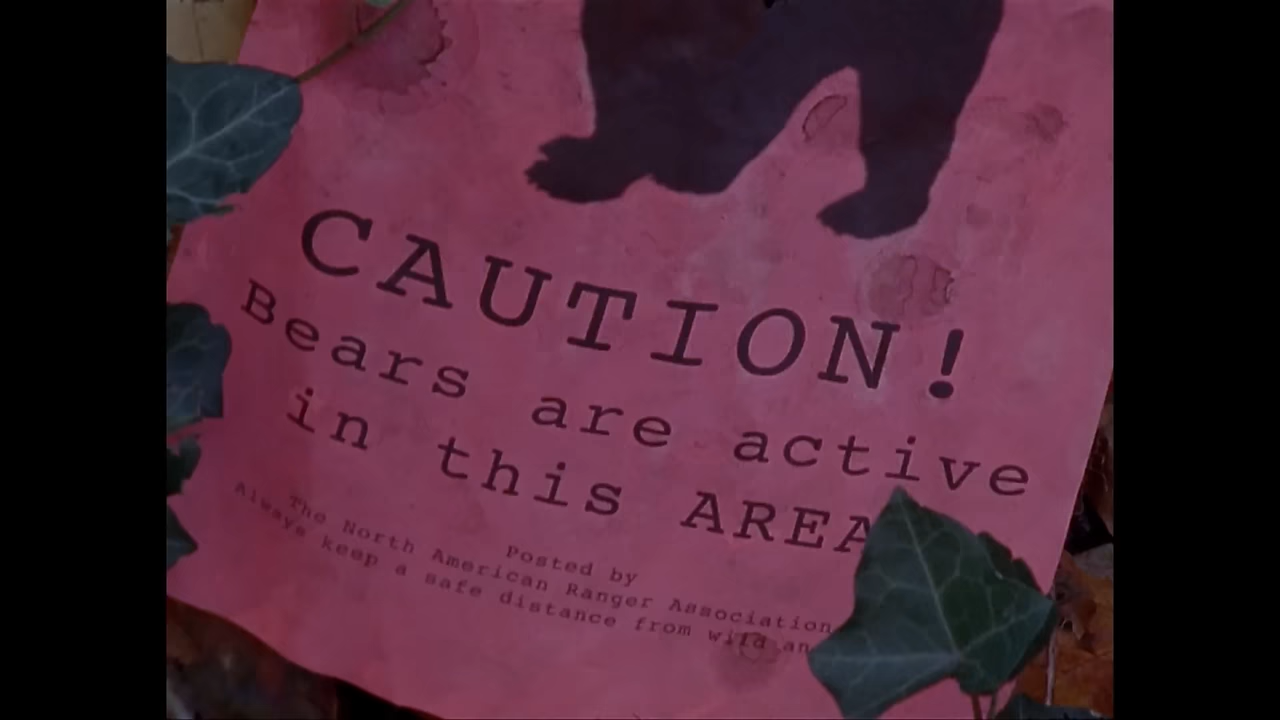 CAUTION!
Bears are active
in this AREA
Posted by
The North American Ranger Association
Always keep a safe distance from wild